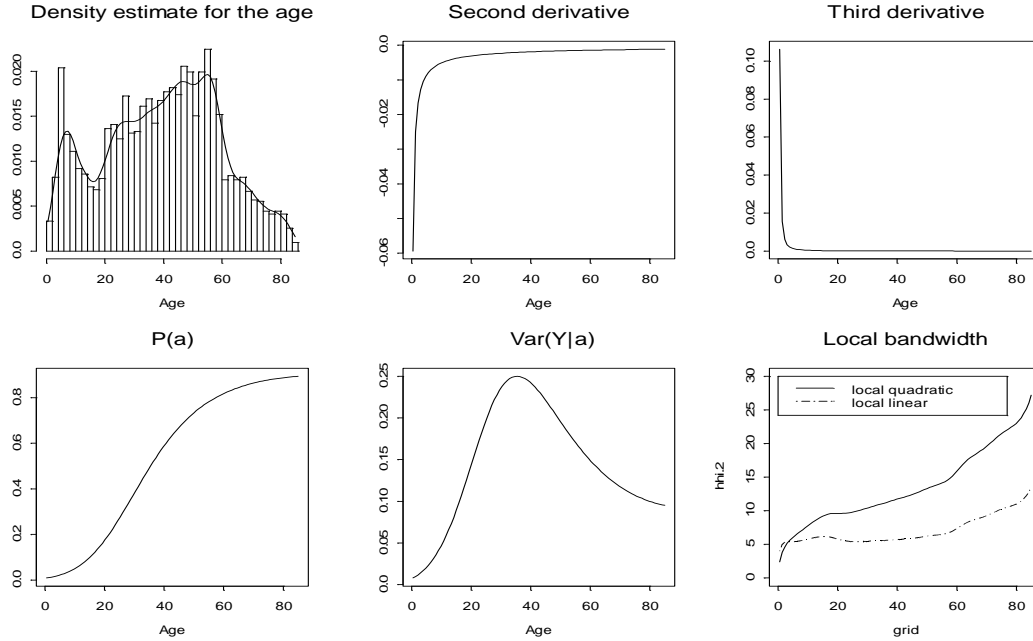 Density estimate for the age
0.0 0.005 0.010 0.015 0.020
0 20 40 60 80
Age
Second derivative
-0.06 -0.04 -0.02 0.0
0 20 40 60 80
Age
Third derivative
0.0 0.02 0.04 0.06 0.08 0.10
0 20 40 60 80
Age
P(a)
0.0 0.2 0.4 0.6 0.8
0 20 40 60 80
Age
Var(Y|a)
0.0 0.05 0.10 0.15 0.20 0.25
0 20 40 60 80
Age
Local bandwidth
local quadratic
local linear
hhi.2
0 5 10 15 20 25 30
0 20 40 60 80
grid